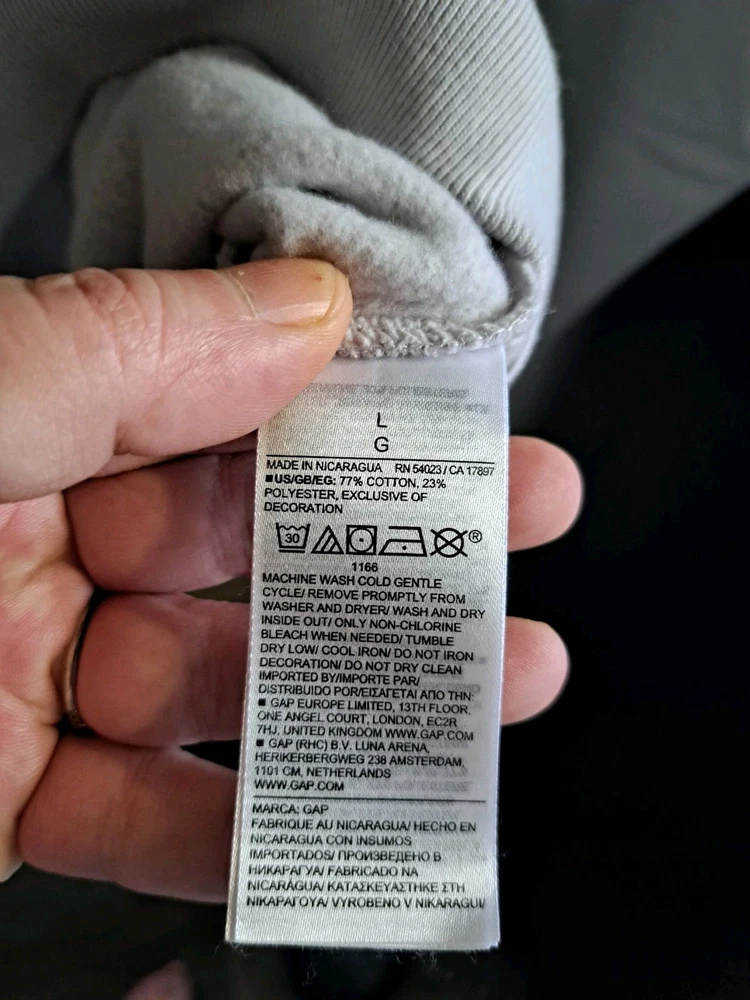 L
G
MADE IN NICARAGUA RN 54023 / CA 17897
■US/GB/EG: 77% COTTON, 23%
POLYESTER, EXCLUSIVE OF
DECORATION
30 ®
1166
MACHINE WASH COLD GENTLE
CYCLE/ REMOVE PROMPTLY FROM
WASHER AND DRYER/ WASH AND DRY
INSIDE OUT/ ONLY NON-CHLORINE
BLEACH WHEN NEEDED/ TUMBLE
DRY LOW/ COOL IRON/ DO NOT IRON
DECORATION/ DO NOT DRY CLEAN
IMPORTED BY/IMPORTE PAR/
DISTRIBUIDO POR/ΕΙΣΑΓΕΤΑΙ ΑΠΟ ΤΗΝ:
■ GAP EUROPE LIMITED, 13TH FLOOR,
ONE ANGEL COURT, LONDON, EC2R
7HJ, UNITED KINGDOM WWW.GAP.COM
■ GAP (RHC) B.V. LUNA ARENA,
HERIKERBERGWEG 238 AMSTERDAM,
1101 CM, NETHERLANDS
WWW.GAP.COM
MARCA: GAP
FABRIQUE AU NICARAGUA/ HECHO EN
NICARAGUA CON INSUMOS
IMPORTADOS/ ПРОИЗВЕДЕНО В
НИКАРАГУА/ FABRICADO NA
NICARÁGUA/ ΚΑΤΑΣΚΕΥΑΣΤΗΚΕ ΣΤΗ
ΝΙΚΑΡΑΓΟΥΑ/ VYROBENO V NIKARAGUI/